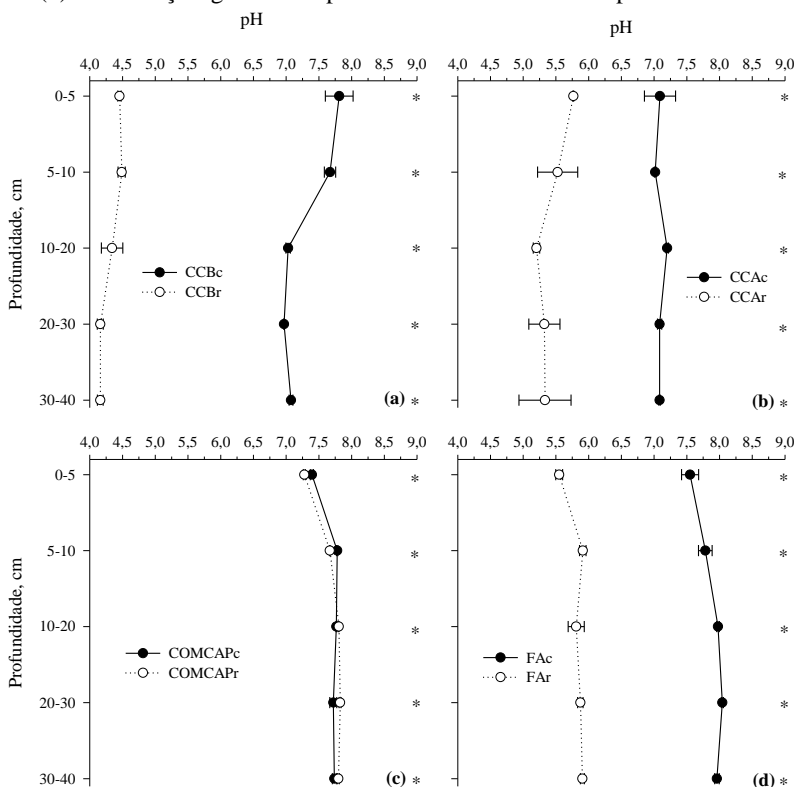 pH
pH
4,0 4,5 5,0 5,5 6,0 6,5 7,0 7,5 8,0 8,5 9,0
4,0 4,5 5,0 5,5 6,0 6,5 7,0 7,5 8,0 8,5 9,0
0-5
*
*
5-10
*
*
10-20
*
*
Profundidade, cm
CCBc
CCBr
CCAc
CCAr
20-30
*
*
30-40
(a) *
(b) *
4,0 4,5 5,0 5,5 6,0 6,5 7,0 7,5 8,0 8,5 9,0
4,0 4,5 5,0 5,5 6,0 6,5 7,0 7,5 8,0 8,5 9,0
0-5
*
*
5-10
*
*
10-20
*
*
Profundidade, cm
COMCAPc
COMCAPr
FAc
FAr
20-30
*
*
30-40
(c) *
(d) *